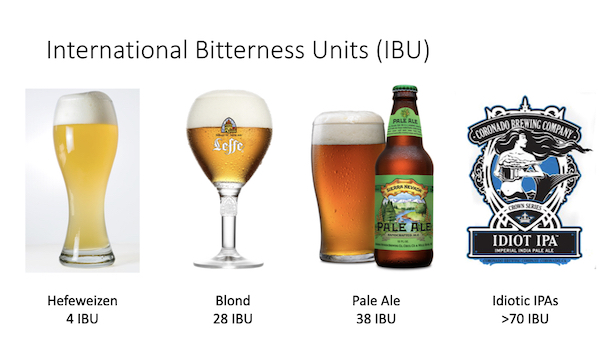 International Bitterness Units (IBU)
Leffe
PALE ALE
SIERRA NEVADA
PALE ALE
CORONADO BREWING COMPANY
CROWN SERIES
IDIOT IPA
IMPERIAL INDIA PALE ALE
Hefeweizen
4 IBU
Blond
28 IBU
Pale Ale
38 IBU
Idiotic IPAs
>70 IBU